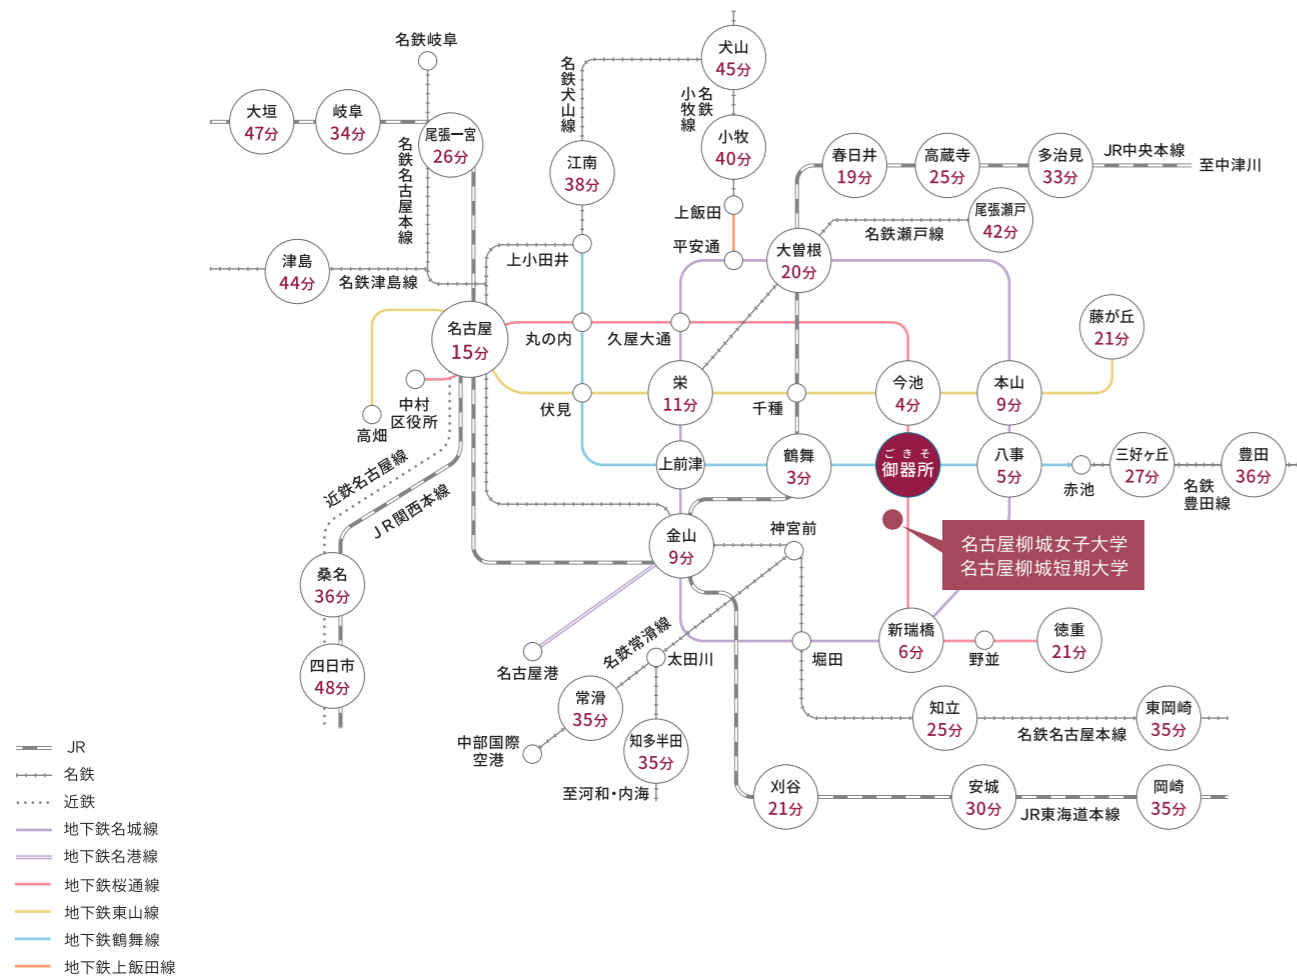 名鉄岐阜
大垣
47分
岐阜
34分
尾張一宮
26分
名鉄名古屋本線
名鉄犬山線
犬山
45分
名鉄
小牧線
小牧
40分
江南
38分
上飯田
平安通
春日井
19分
高蔵寺
25分
多治見
33分
JR中央本線
至中津川
尾張瀬戸
42分
名鉄瀬戸線
大曽根
20分
津島
44分
名鉄津島線
上小田井
名古屋
15分
丸の内
久屋大通
藤が丘
21分
中村
区役所
高畑
伏見
栄
11分
千種
今池
4分
本山
9分
近鉄名古屋線
JR関西本線
上前津
鶴舞
3分
ごきそ
御器所
八事
5分
赤池
三好ヶ丘
27分
名鉄
豊田線
豊田
36分
金山
9分
神宮前
名古屋柳城女子大学
名古屋柳城短期大学
桑名
36分
四日市
48分
名古屋港
名鉄常滑線
太田川
堀田
新瑞橋
6分
野並
徳重
21分
常滑
35分
中部国際
空港
知多半田
35分
至河和・内海
知立
25分
名鉄名古屋本線
東岡崎
35分
刈谷
21分
安城
30分
JR東海道本線
岡崎
35分
JR
名鉄
近鉄
地下鉄名城線
地下鉄名港線
地下鉄桜通線
地下鉄東山線
地下鉄鶴舞線
地下鉄上飯田線